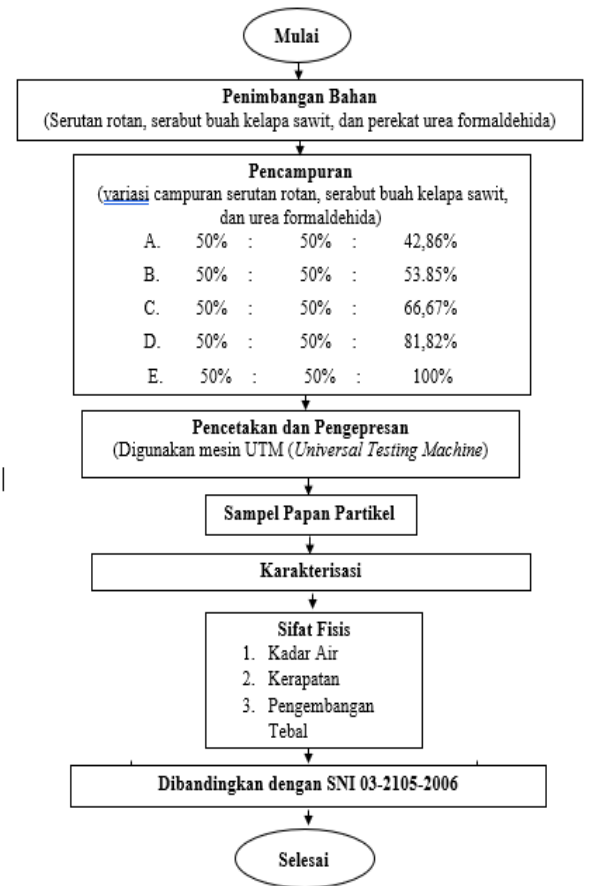 Mulai
Penimbangan Bahan
(Serutan rotan, serabut buah kelapa sawit, dan perekat urea formaldehida)
Pencampuran
(variasi campuran serutan rotan, serabut buah kelapa sawit,
dan urea formaldehida)
A. 50% : 50% : 42,86%
B. 50% : 50% : 53.85%
C. 50% : 50% : 66,67%
D. 50% : 50% : 81,82%
E. 50% : 50% : 100%
Pencetakan dan Pengepresan
(Digunakan mesin UTM (Universal Testing Machine)
Sampel Papan Partikel
Karakterisasi
Sifat Fisis
1. Kadar Air
2. Kerapatan
3. Pengembangan
Tebal
Dibandingkan dengan SNI 03-2105-2006
Selesai